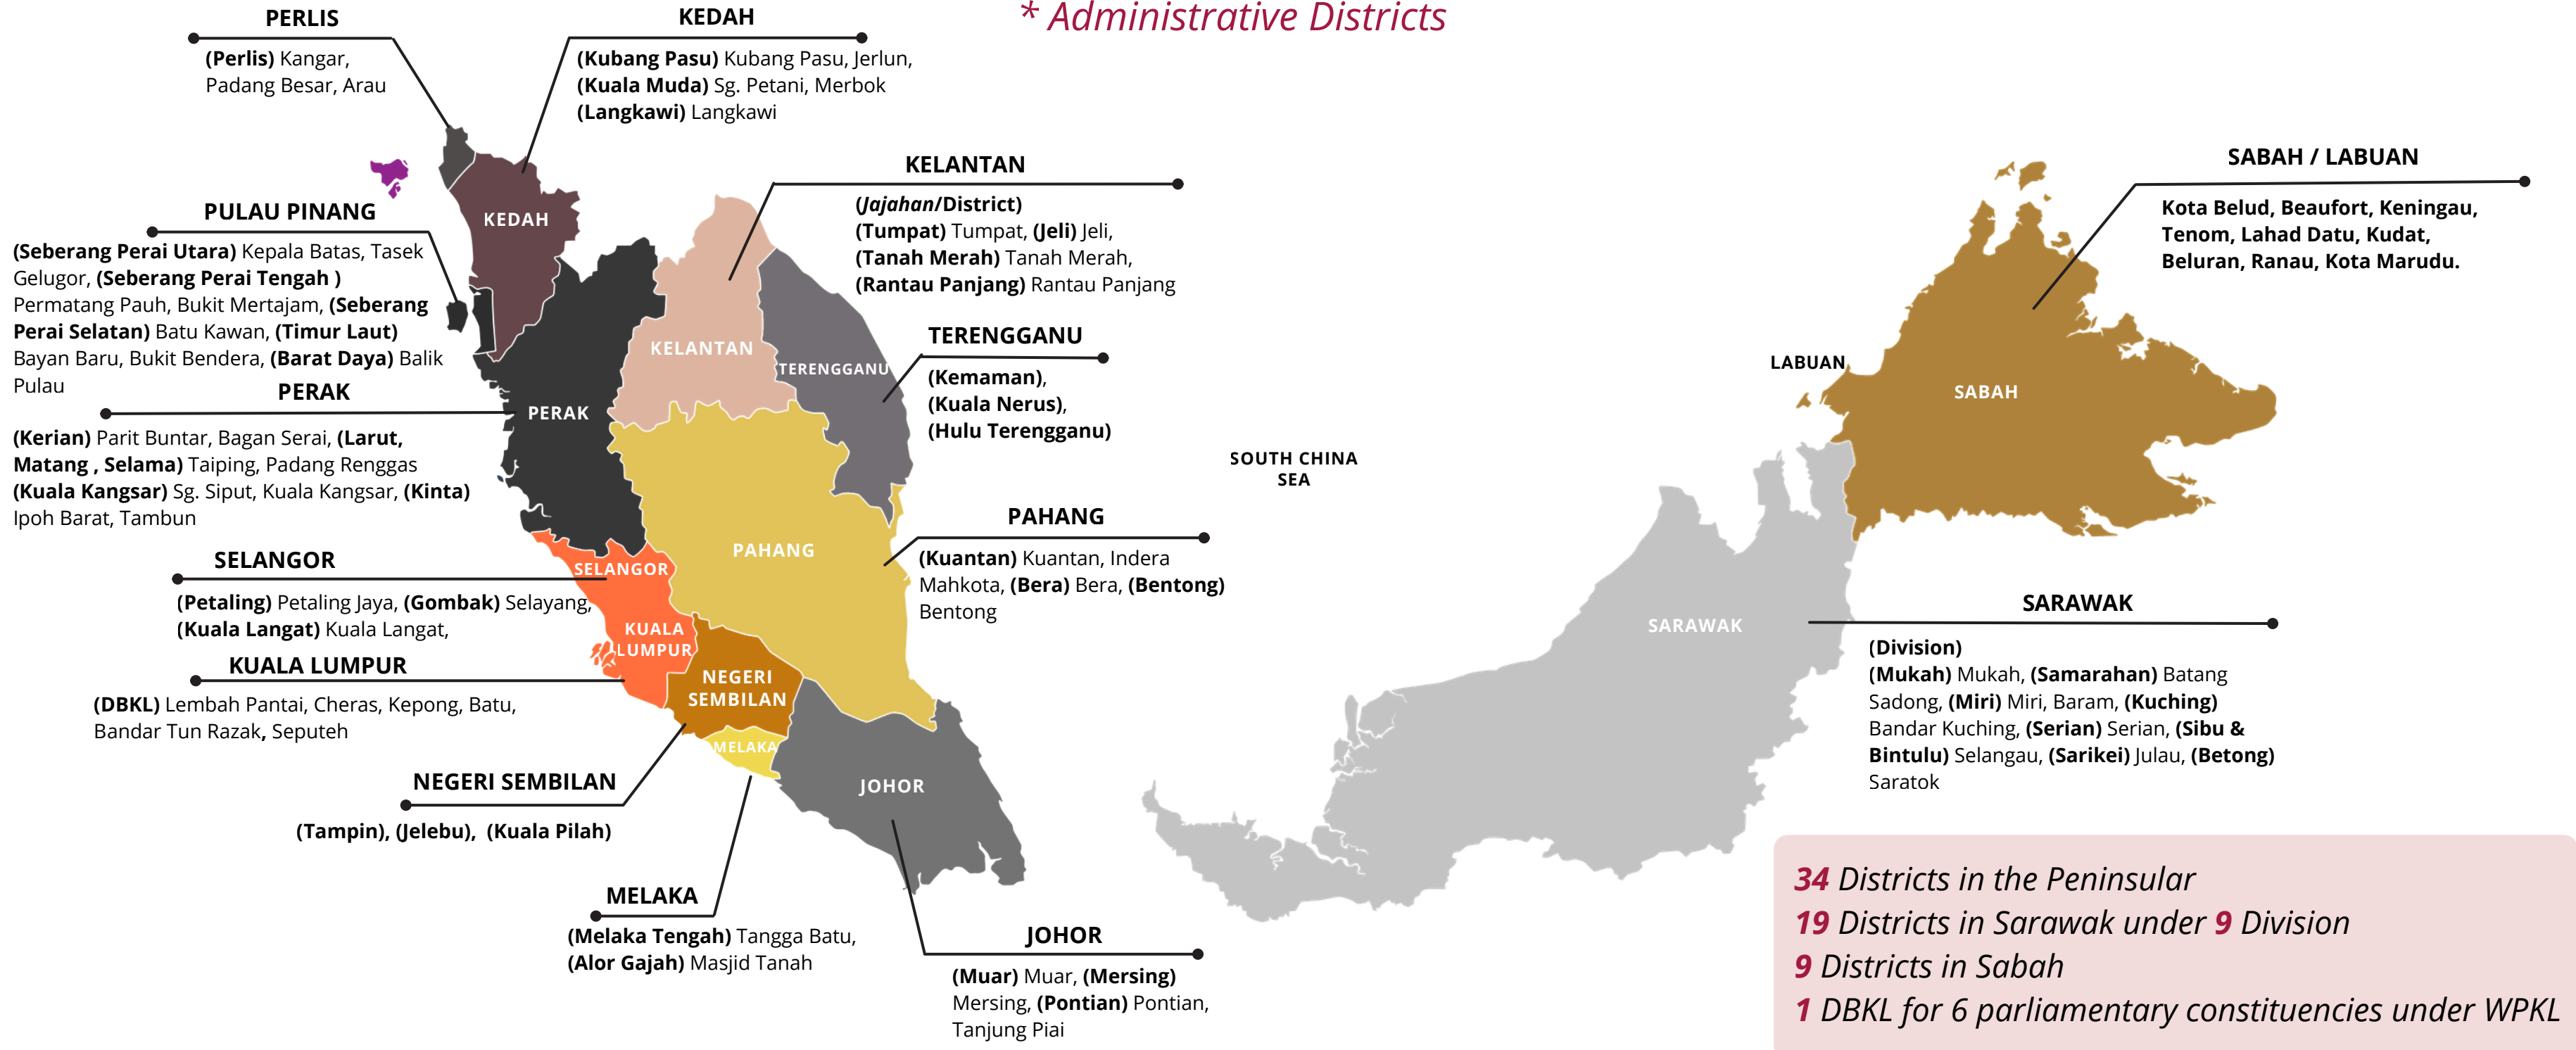 * Administrative Districts
PERLIS
(Perlis) Kangar,
Padang Besar, Arau
KEDAH
(Kubang Pasu) Kubang Pasu, Jerlun,
(Kuala Muda) Sg. Petani, Merbok
(Langkawi) Langkawi
PULAU PINANG
(Seberang Perai Utara) Kepala Batas, Tasek
Gelugor, (Seberang Perai Tengah )
Permatang Pauh, Bukit Mertajam, (Seberang
Perai Selatan) Batu Kawan, (Timur Laut)
Bayan Baru, Bukit Bendera, (Barat Daya) Balik
Pulau
PERAK
(Kerian) Parit Buntar, Bagan Serai, (Larut,
Matang , Selama) Taiping, Padang Renggas
(Kuala Kangsar) Sg. Siput, Kuala Kangsar, (Kinta)
Ipoh Barat, Tambun
SELANGOR
(Petaling) Petaling Jaya, (Gombak) Selayang,
(Kuala Langat) Kuala Langat,
KUALA LUMPUR
(DBKL) Lembah Pantai, Cheras, Kepong, Batu,
Bandar Tun Razak, Seputeh
NEGERI SEMBILAN
(Tampin), (Jelebu), (Kuala Pilah)
MELAKA
(Melaka Tengah) Tangga Batu,
(Alor Gajah) Masjid Tanah
JOHOR
(Muar) Muar, (Mersing)
Mersing, (Pontian) Pontian,
Tanjung Piai
KELANTAN
(Jajahan/District)
(Tumpat) Tumpat, (Jeli) Jeli,
(Tanah Merah) Tanah Merah,
(Rantau Panjang) Rantau Panjang
TERENGGANU
(Kemaman),
(Kuala Nerus),
(Hulu Terengganu)
PAHANG
(Kuantan) Kuantan, Indera
Mahkota, (Bera) Bera, (Bentong)
Bentong
KEDAH
KELANTAN
TERENGGANU
PERAK
PAHANG
SELANGOR
KUALA
LUMPUR
NEGERI
SEMBILAN
MELAKA
JOHOR
SOUTH CHINA
SEA
SABAH / LABUAN
Kota Belud, Beaufort, Keningau,
Tenom, Lahad Datu, Kudat,
Beluran, Ranau, Kota Marudu.
LABUAN
SABAH
SARAWAK
SARAWAK
(Division)
(Mukah) Mukah, (Samarahan) Batang
Sadong, (Miri) Miri, Baram, (Kuching)
Bandar Kuching, (Serian) Serian, (Sibu &
Bintulu) Selangau, (Sarikei) Julau, (Betong)
Saratok
34 Districts in the Peninsular
19 Districts in Sarawak under 9 Division
9 Districts in Sabah
1 DBKL for 6 parliamentary constituencies under WPKL